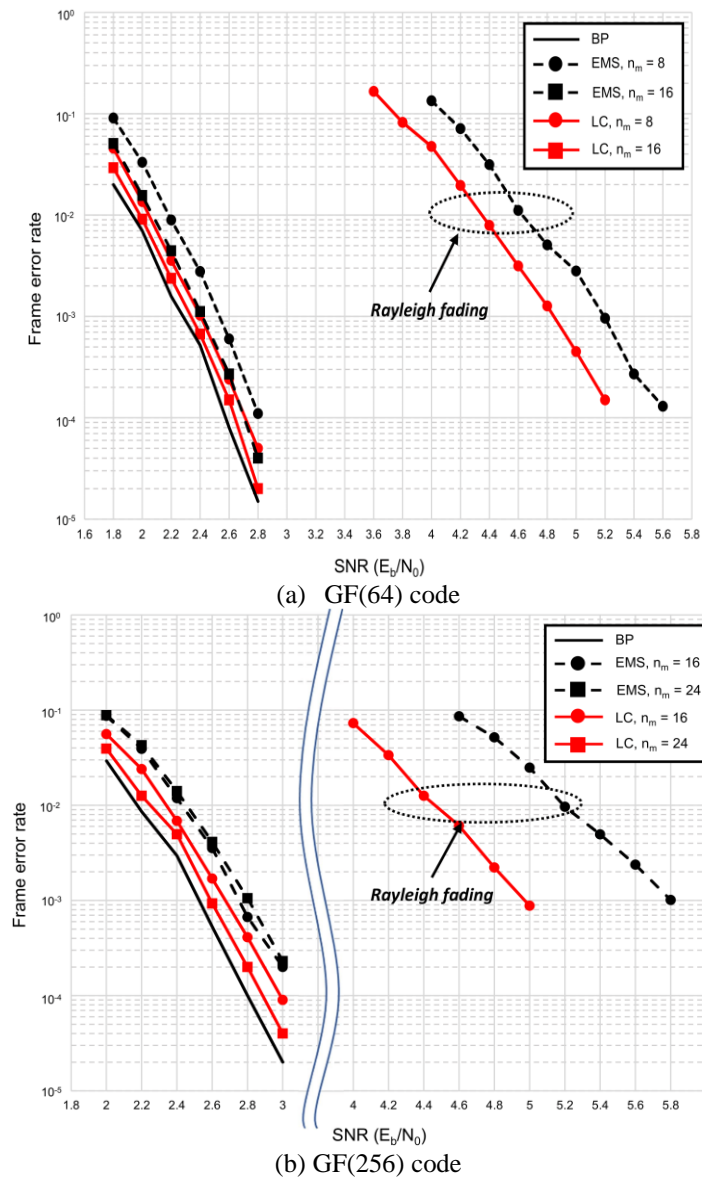 10^0
10^-1
10^-2
10^-3
10^-4
10^-5
Frame error rate
BP
EMS, n_m = 8
EMS, n_m = 16
LC, n_m = 8
LC, n_m = 16
Rayleigh fading
1.6 1.8 2 2.2 2.4 2.6 2.8 3 3.2 3.4 3.6 3.8 4 4.2 4.4 4.6 4.8 5 5.2 5.4 5.6 5.8
SNR (E_b/N_0)
(a) GF(64) code
10^0
10^-1
10^-2
10^-3
10^-4
10^-5
Frame error rate
BP
EMS, n_m = 16
EMS, n_m = 24
LC, n_m = 16
LC, n_m = 24
Rayleigh fading
1.8 2 2.2 2.4 2.6 2.8 3 4 4.2 4.4 4.6 4.8 5 5.2 5.4 5.6 5.8
SNR (E_b/N_0)
(b) GF(256) code